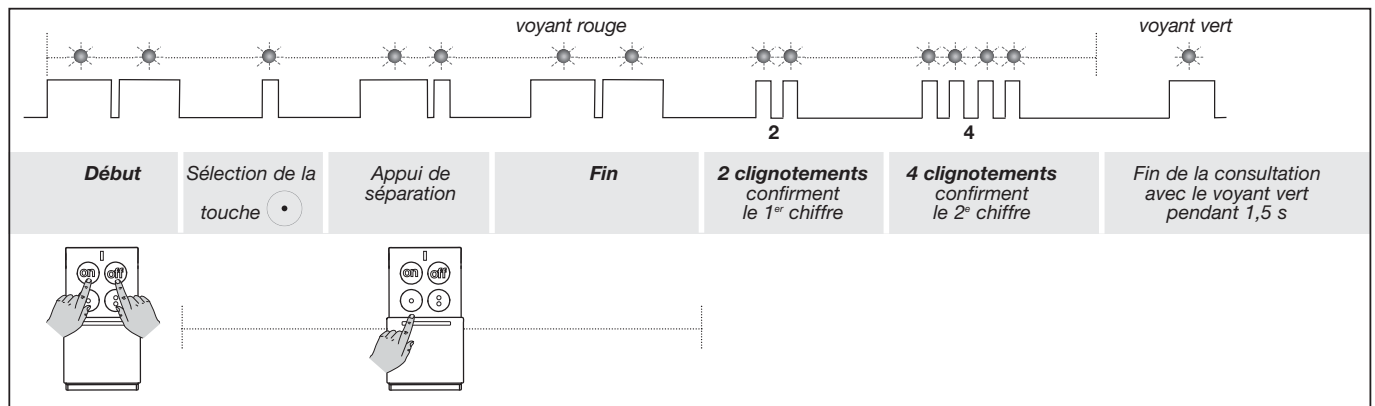 voyant rouge
voyant vert
2
4
Début
Sélection de la
touche
Appui de
séparation
Fin
2 clignotements
confirment
le 1er chiffre
4 clignotements
confirment
le 2e chiffre
Fin de la consultation
avec le voyant vert
pendant 1,5 s
on off
on off